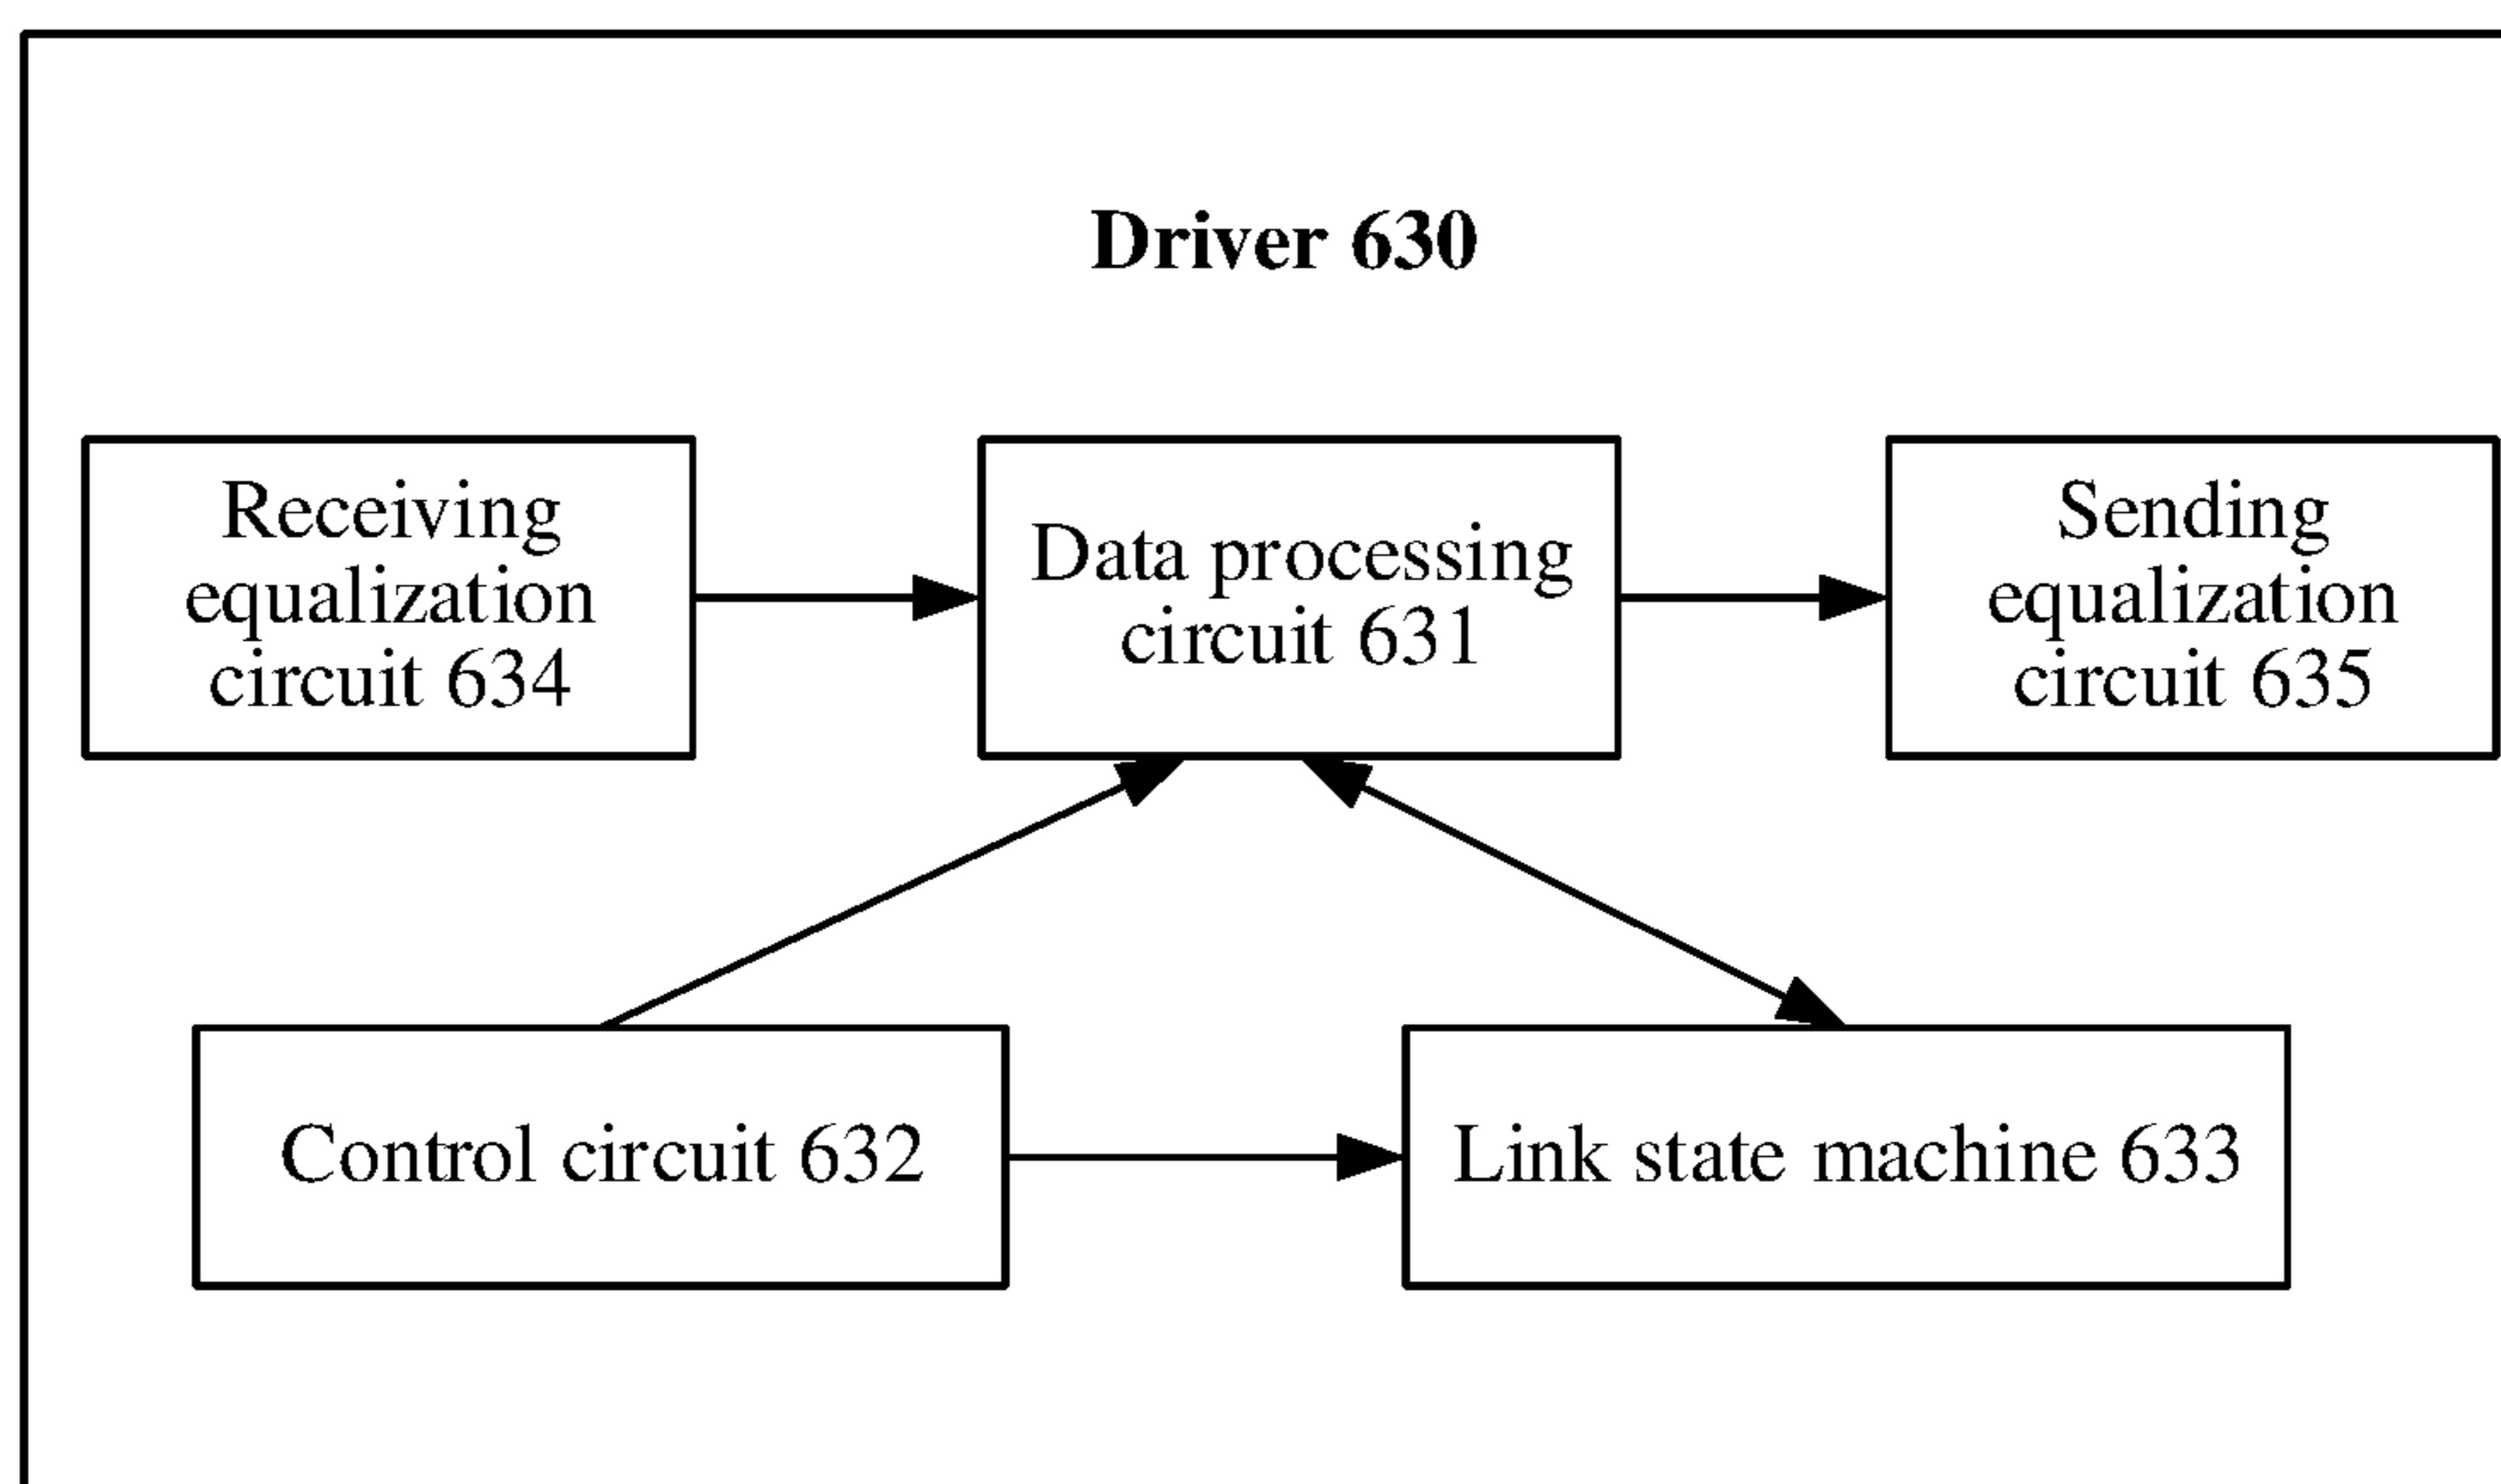 Driver 630
Receiving
equalization
circuit 634
Data processing
circuit 631
Sending
equalization
circuit 635
Control circuit 632
Link state machine 633